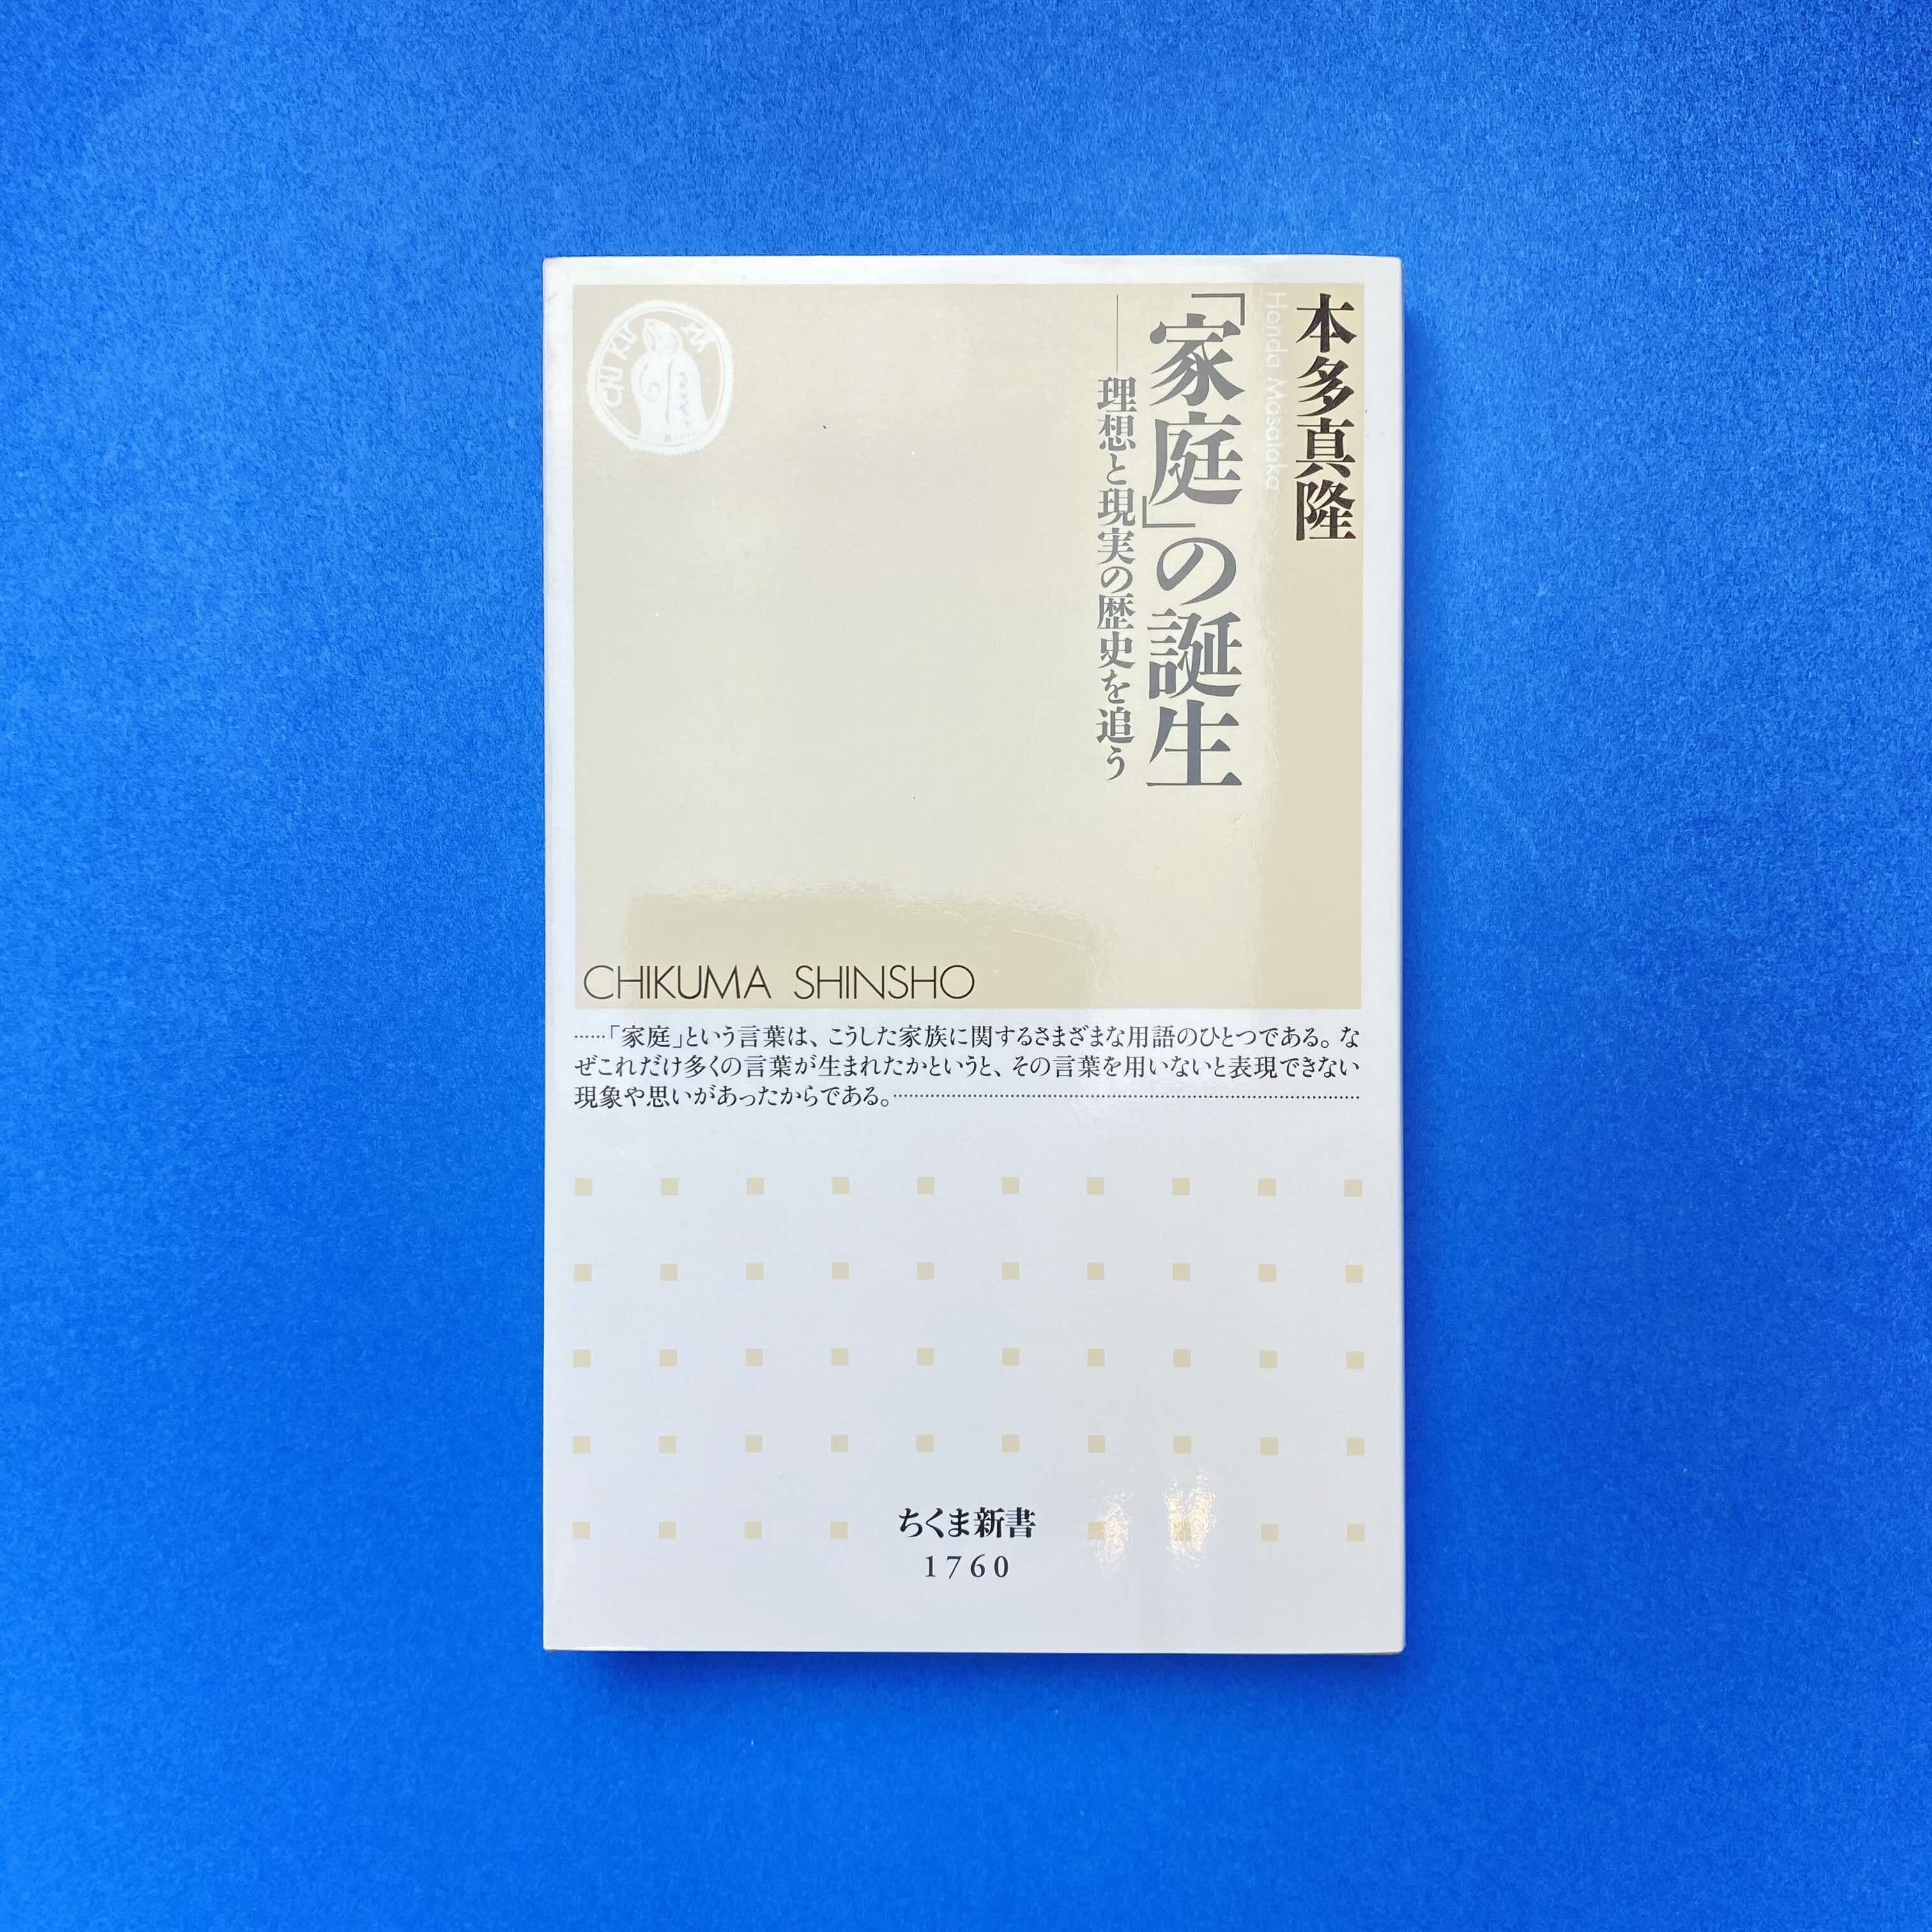 本多真隆
Honda Masataka
「家庭」の誕生
──理想と現実の歴史を追う
CHIKUMA
CHIKUMA SHINSHO
……「家庭」という言葉は、こうした家族に関するさまざまな用語のひとつである。な
ぜこれだけ多くの言葉が生まれたかというと、その言葉を用いないと表現できない
現象や思いがあったからである。……………………………………………………
ちくま新書
1760